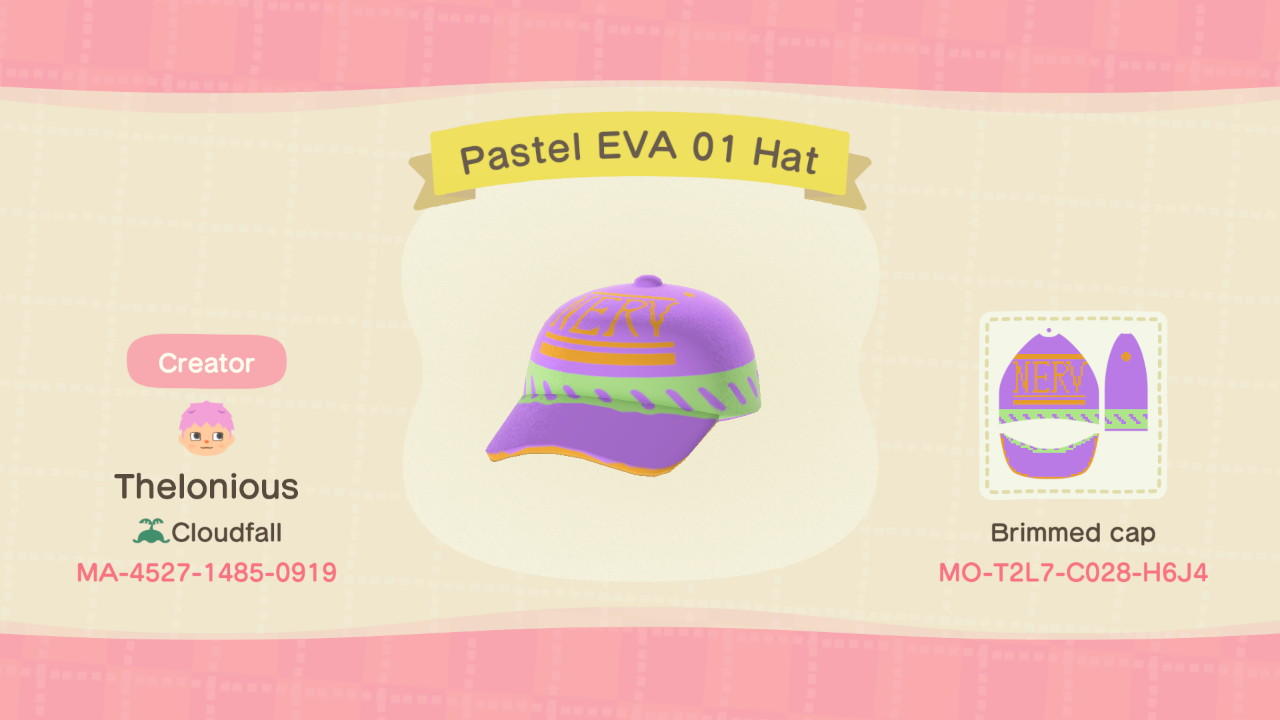 Pastel EVA 01 Hat
NERV
Creator
Thelonious
Cloudfall
MA-4527-1485-0919
NERV
Brimmed cap
MO-T2L7-C028-H6J4